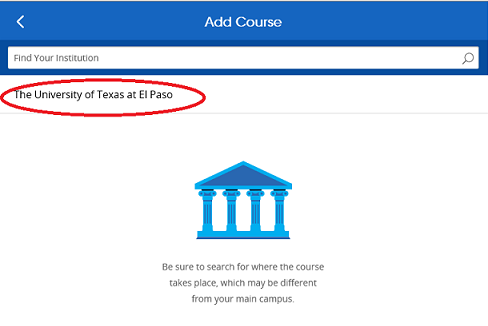 Add Course
Find Your Institution
The University of Texas at El Paso
Be sure to search for where the course
takes place, which may be different
from your main campus.